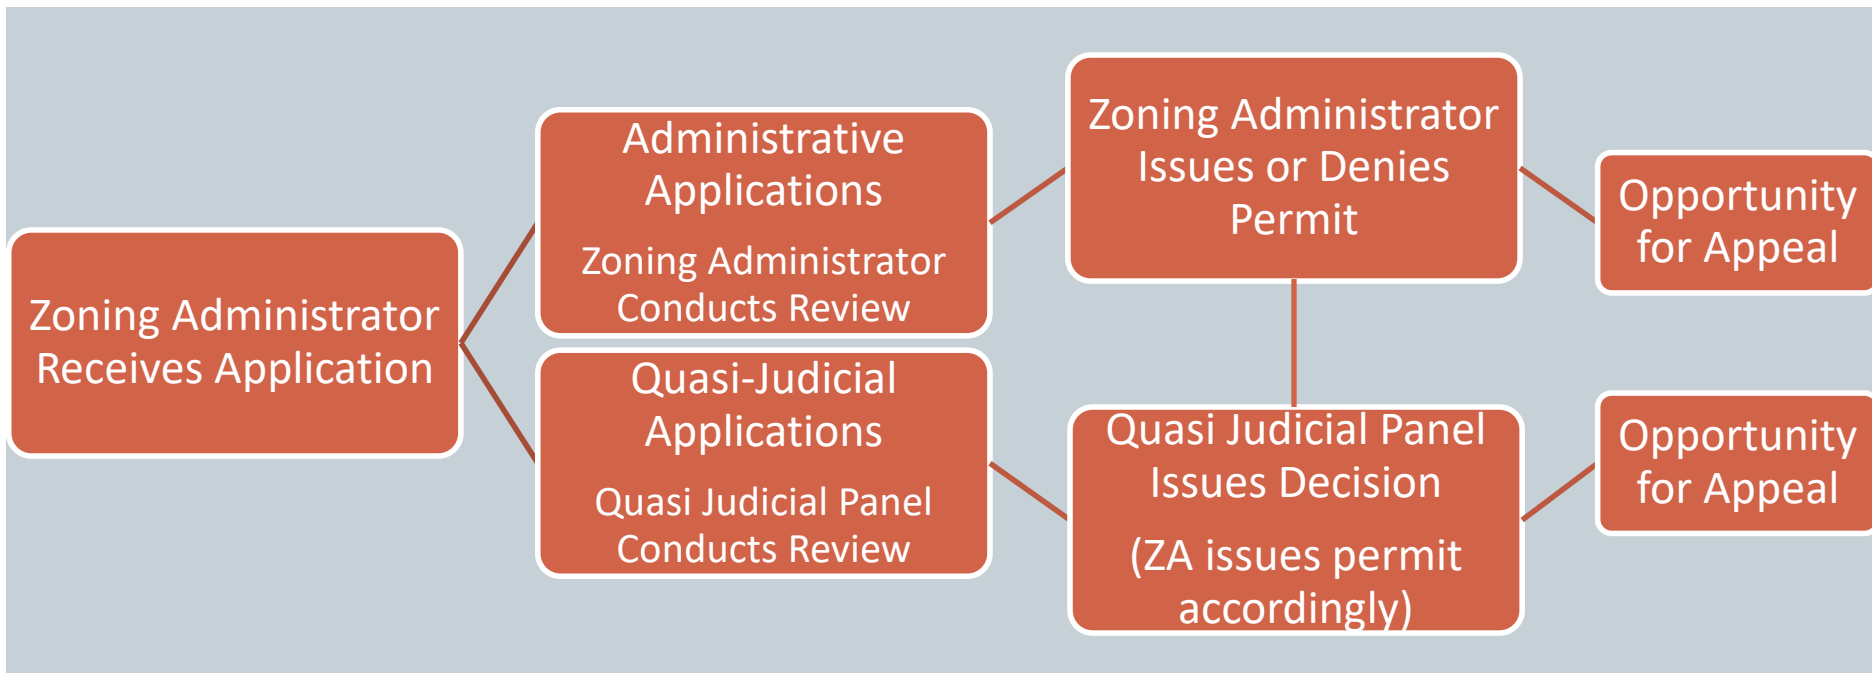 Zoning Administrator
Receives Application
Administrative
Applications
Zoning Administrator
Conducts Review
Quasi-Judicial
Applications
Quasi Judicial Panel
Conducts Review
Zoning Administrator
Issues or Denies
Permit
Quasi Judicial Panel
Issues Decision
(ZA issues permit
accordingly)
Opportunity
for Appeal
Opportunity
for Appeal